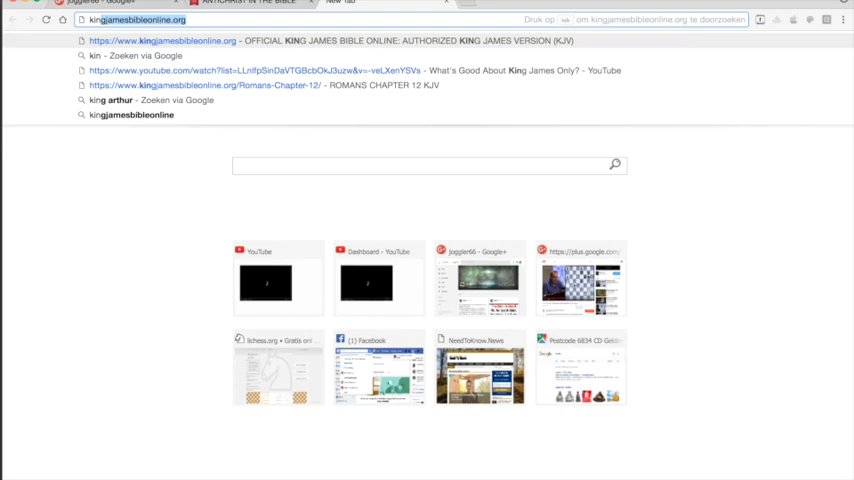 joggler66 - Google+
ANTICHRIST IN THE BIBLE
New Tab
kingjamesbibleonline.org
Druk op
om kingjamesbibleonline.org te doorzoeken
https://www.kingjamesbibleonline.org - OFFICIAL KING JAMES BIBLE ONLINE: AUTHORIZED KING JAMES VERSION (KJV)
kin - Zoeken via Google
https://www.youtube.com/watch?list=LLnlfpSinDaVTGBcbOkJ3uzw&v=-veLXenYSVs - What's Good About King James Only? - YouTube
https://www.kingjamesbibleonline.org/Romans-Chapter-12/ - ROMANS CHAPTER 12 KJV
king arthur - Zoeken via Google
kingjamesbibleonline
YouTube
Dashboard - YouTube
joggler66 - Google+
https://plus.google.com/
lichess.org • Gratis onl ...
(1) Facebook
NeedToKnow.News
Postcode 6834 CD Geld